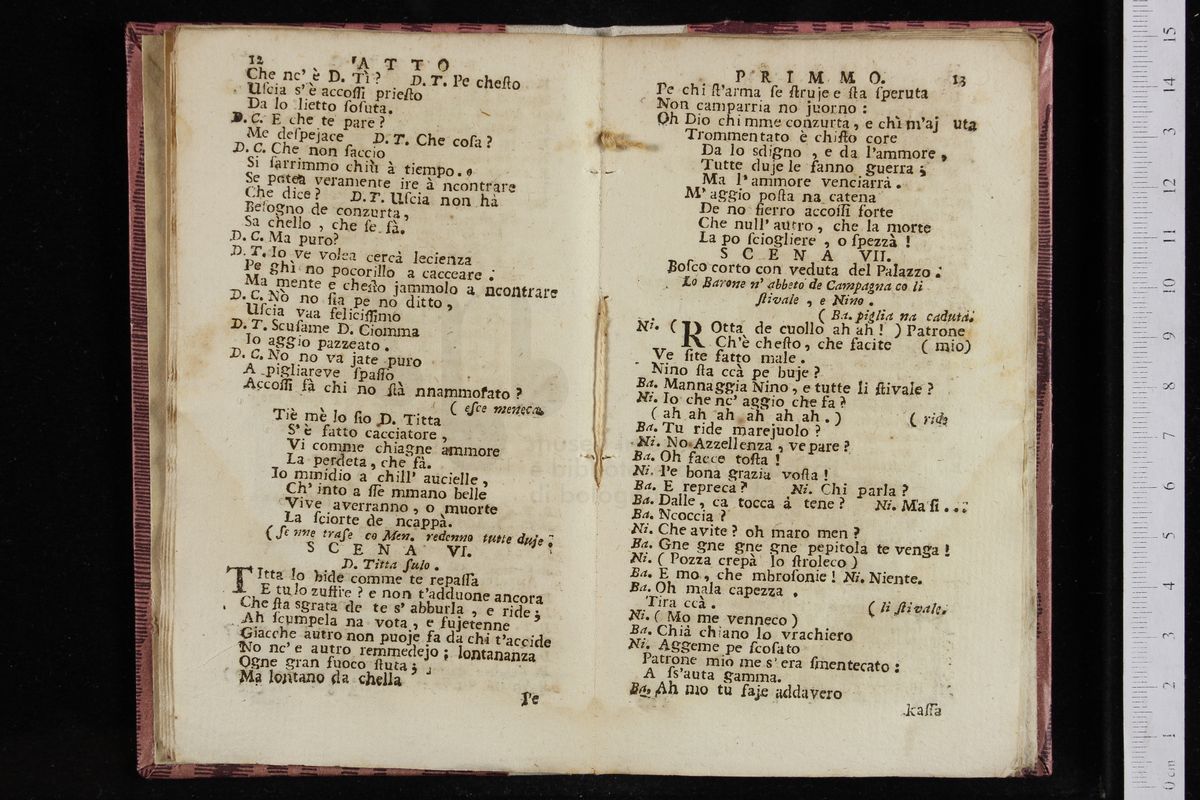 12 ATTO
Che nc' è D. Tì? D. T. Pe chesto
Uscia s' è accossì priesto
Da lo lietto sosuta.
D. C. E che te pare?
Me despejace D. T. Che cosa?
D. C. Che non faccio
Si sarrimmo chiù à tiempo.
Se potea veramente ire à ncontrare
Che dice? D. T. Uscia non hà
Besogno de conzurta,
Sa chello, che se fà.
D. C. Ma puro?
D. T. Io ve volea cercà lecienza
Pe ghì no pocorillo a cacceare:
Ma mente e chesto jammolo a ncontrare
D. C. Nò no sia pe no ditto,
Uscia vaa felicissimo
D. T. Scusame D. Ciomma
Io aggio pazzeato.
D. C. No no va jate puro
A pigliareve spasso
Accossì fà chi no stà nnammorato?
( esce meneca
Tiè mè lo sio D. Titta
S' è fatto cacciatore,
Vi comme chiagne ammore
La perdeta, che fà.
Io mmidio a chill' aucielle,
Ch' into a sse mmano belle
Vive averranno, o muorte
La sciorte de ncappà.
( se nne trase co Men. redenno tutte duje.
SCENA VI.
D. Titta sulo.
TItta lo bide comme te repassa
E tu lo zuffire? e non t'adduone ancora
Che sta sgrata de te s' abburla, e ride;
Ah scumpela na vota, e fujetenne
Giacche autro non puoje fa da chi t'accide
No nc' e autro remmedejo; lontananza
Ogne gran fuoco stuta;
Ma lontano da chella
Pe
PRIMMO. 13
Pe chi st'arma se struje e sta speruta
Non camparria no juorno:
Oh Dio chi mme conzurta, e chì m'aj uta
Trommentato è chisto core
Da lo sdigno, e da l'ammore,
Tutte duje le fanno guerra;
Ma l'ammore venciarrà.
M' aggio posta na catena
De no fierro accossì forte
Che null' autro, che la morte
La po sciogliere, o spezzà!
SCENA VII.
Bosco corto con veduta del Palazzo.
Lo Barone n' abbeto de Campagna co li
stivale, e Nino.
( Ba. piglia na caduta.
Ni. ( ROtta de cuollo ah ah! ) Patrone
Ch'è chesto, che facite ( mio)
Ve site fatto male.
Nino sta ccà pe buje?
Ba. Mannaggia Nino, e tutte li stivale?
Ni. Io che nc' aggio che fa?
( ah ah ah ah ah ah. ) ( ride
Ba. Tu ride marejuolo?
Ni. No Azzellenza, ve pare?
Ba. Oh facce tosta!
Ni. Pe bona grazia vosta!
Ba. E repreca? Ni. Chi parla?
Ba. Dalle, ca tocca à tene? Ni. Ma si...
Ba. Ncoccia?
Ni. Che avite? oh maro men?
Ba. Gne gne gne gne pepitola te venga!
Ni. ( Pozza crepà lo stroleco )
Ba. E mo, che mbrosonie! Ni. Niente.
Ba. Oh mala capezza.
Tira ccà. ( li stivale.
Ni. ( Mo me venneco )
Ba. Chià chiano lo vrachiero
Ni. Aggeme pe scosato
Patrone mio me s' era smentecato:
A ss'auta gamma.
Ba. Ah mo tu saje addavero
kassa